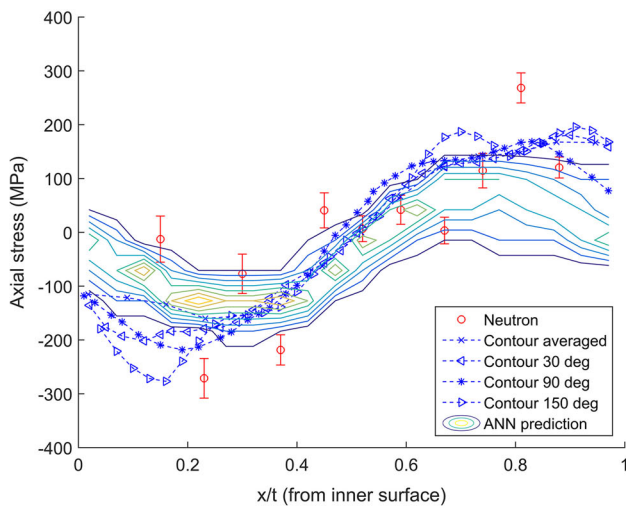 400
300
200
100
0
-100
-200
-300
-400
Axial stress (MPa)
0
0.2
0.4
0.6
0.8
1
x/t (from inner surface)
Neutron
Contour averaged
Contour 30 deg
Contour 90 deg
Contour 150 deg
ANN prediction